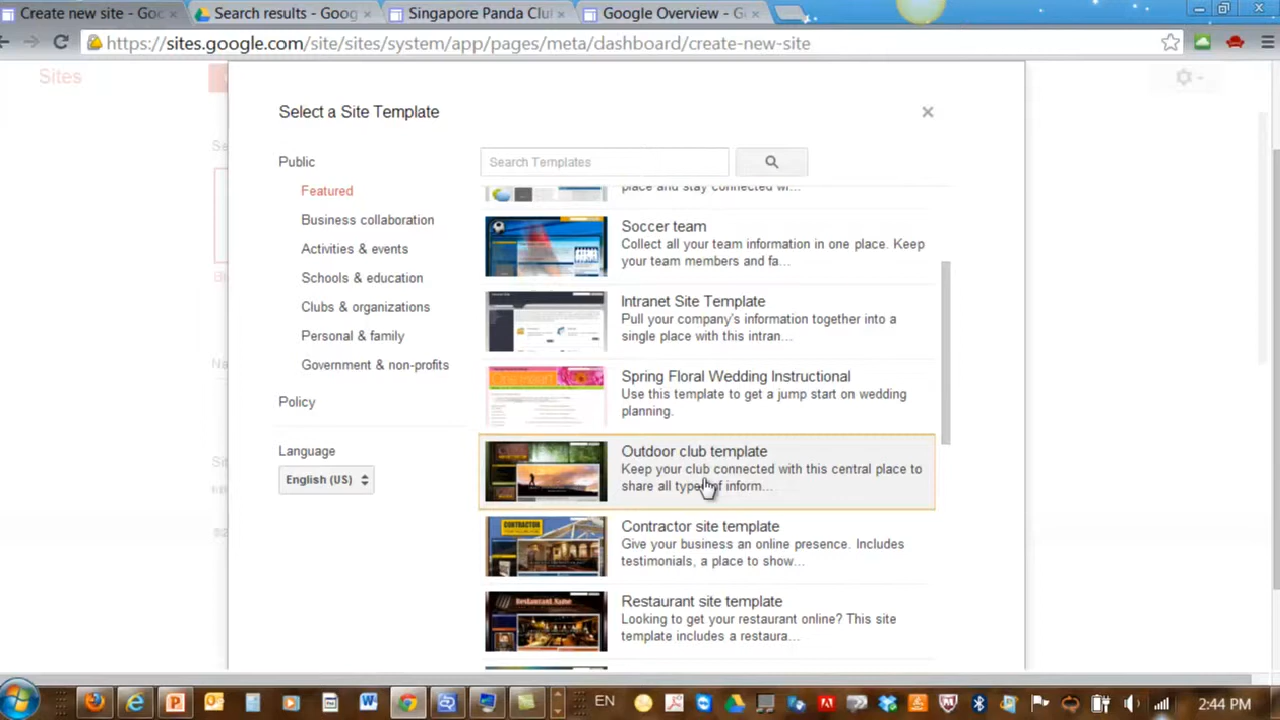 Create new site - Goo
Search results - Goog
Singapore Panda Clu
Google Overview - G
https://sites.google.com/site/sites/system/app/pages/meta/dashboard/create-new-site
Sites
Select a Site Template
Public
Search Templates
Featured
place and stay connected wi...
Business collaboration
Soccer team
Collect all your team information in one place. Keep
your team members and fa...
Activities & events
Schools & education
Clubs & organizations
Intranet Site Template
Pull your company's information together into a
single place with this intran...
Personal & family
Government & non-profits
Spring Floral Wedding Instructional
Use this template to get a jump start on wedding
planning.
Policy
Language
English (US)
Outdoor club template
Keep your club connected with this central place to
share all types of inform...
CONTRACTOR
Contractor site template
Give your business an online presence. Includes
testimonials, a place to show...
Restaurant Name
Restaurant site template
Looking to get your restaurant online? This site
template includes a restaura...
EN
2:44 PM